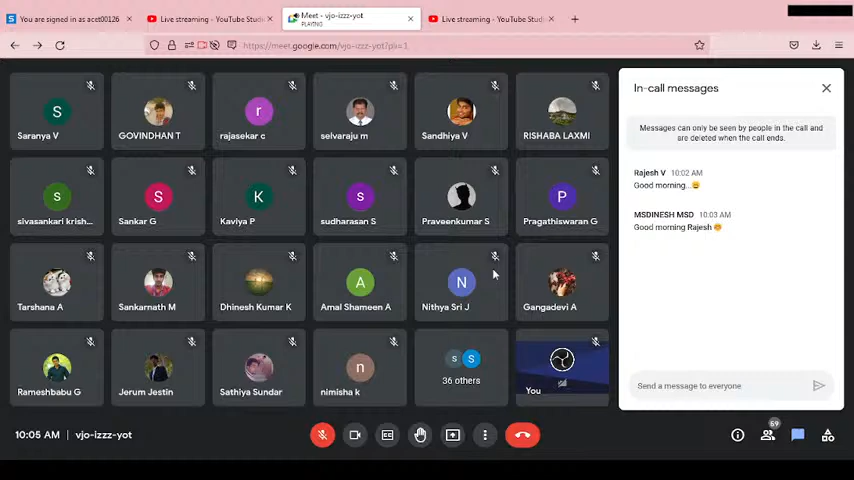 You are signed in as acet00126
Live streaming - YouTube Studio
Meet - vjo-izzz-yot
PLAYING
Live streaming - YouTube Studio
https://meet.google.com/vjo-izzz-yot?pli=1
Saranya V
GOVINDHAN T
rajasekar c
selvaraju m
Sandhiya V
RISHABA LAXMI
sivasankari krish...
Sankar G
Kaviya P
sudharasan S
Praveenkumar S
Pragathiswaran G
Tarshana A
Sankarnath M
Dhinesh Kumar K
Amal Shameen A
Nithya Sri J
Gangadevi A
Rameshbabu G
Jerum Jestin
Sathiya Sundar
nimisha k
36 others
You
S
r
s
S
K
s
P
A
N
n
s
S
In-call messages
Messages can only be seen by people in the call and
are deleted when the call ends.
Rajesh V 10:02 AM
Good morning...😄
MSDINESH MSD 10:03 AM
Good morning Rajesh
Send a message to everyone
10:05 AM | vjo-izzz-yot
59